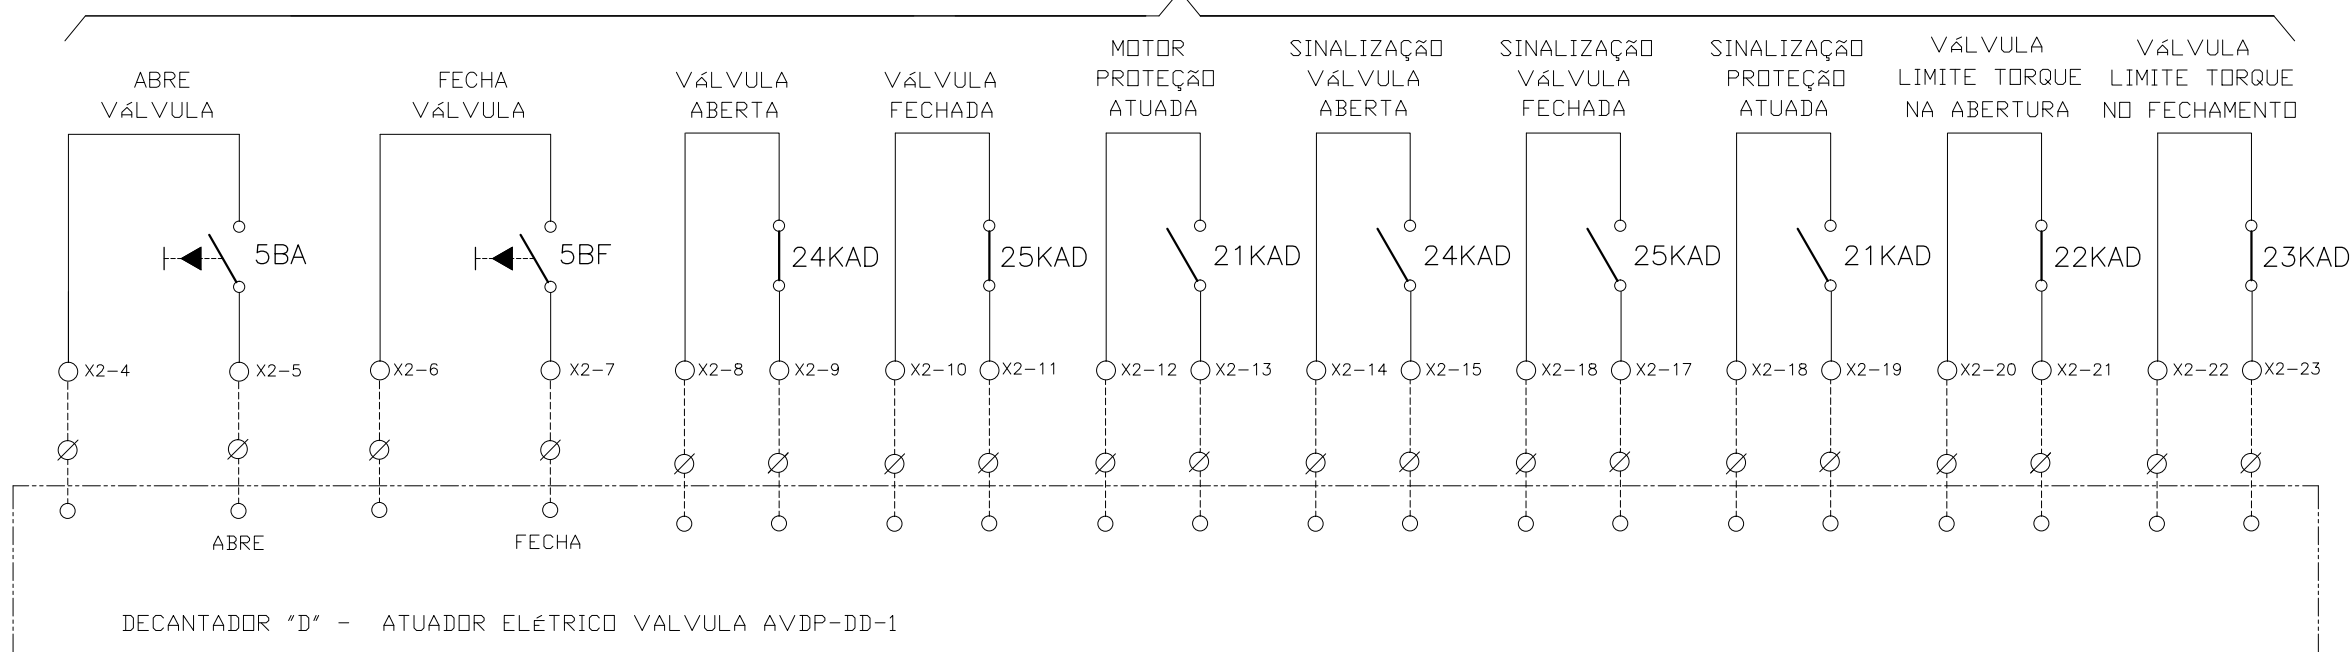 ABRE
VáLVULA
FECHA
VáLVULA
VáLVULA
ABERTA
VáLVULA
FECHADA
MOTOR
PROTEÇãO
ATUADA
SINALIZAÇãO
VáLVULA
ABERTA
SINALIZAÇãO
VáLVULA
FECHADA
SINALIZAÇãO
PROTEÇãO
ATUADA
VáLVULA
LIMITE TORQUE
NA ABERTURA
VáLVULA
LIMITE TORQUE
NO FECHAMENTO
5BA
5BF
24KAD
25KAD
21KAD
24KAD
25KAD
21KAD
22KAD
23KAD
X2-4
X2-5
X2-6
X2-7
X2-8
X2-9
X2-10
X2-11
X2-12
X2-13
X2-14
X2-15
X2-18
X2-17
X2-18
X2-19
X2-20
X2-21
X2-22
X2-23
ABRE
FECHA
DECANTADOR "D" - ATUADOR ELéTRICO VALVULA AVDP-DD-1